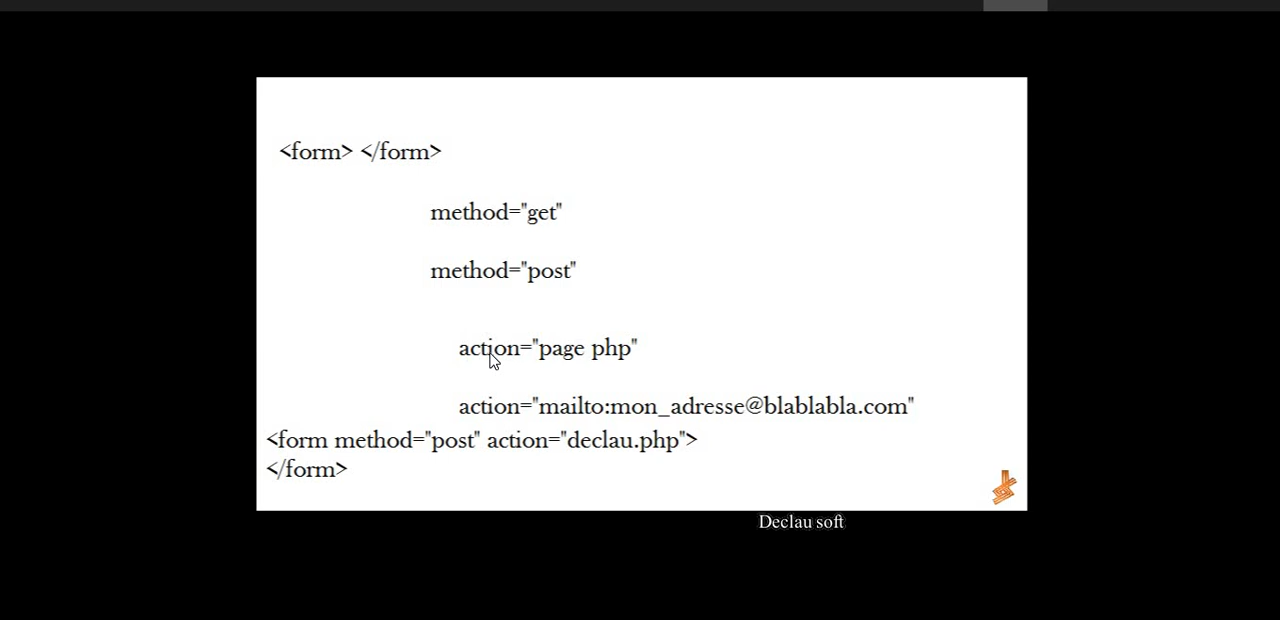 <form> </form>
method="get"
method="post"
action="page php"
action="mailto:mon_adresse@blablabla.com"
<form method="post" action="declau.php">
</form>
Declau soft